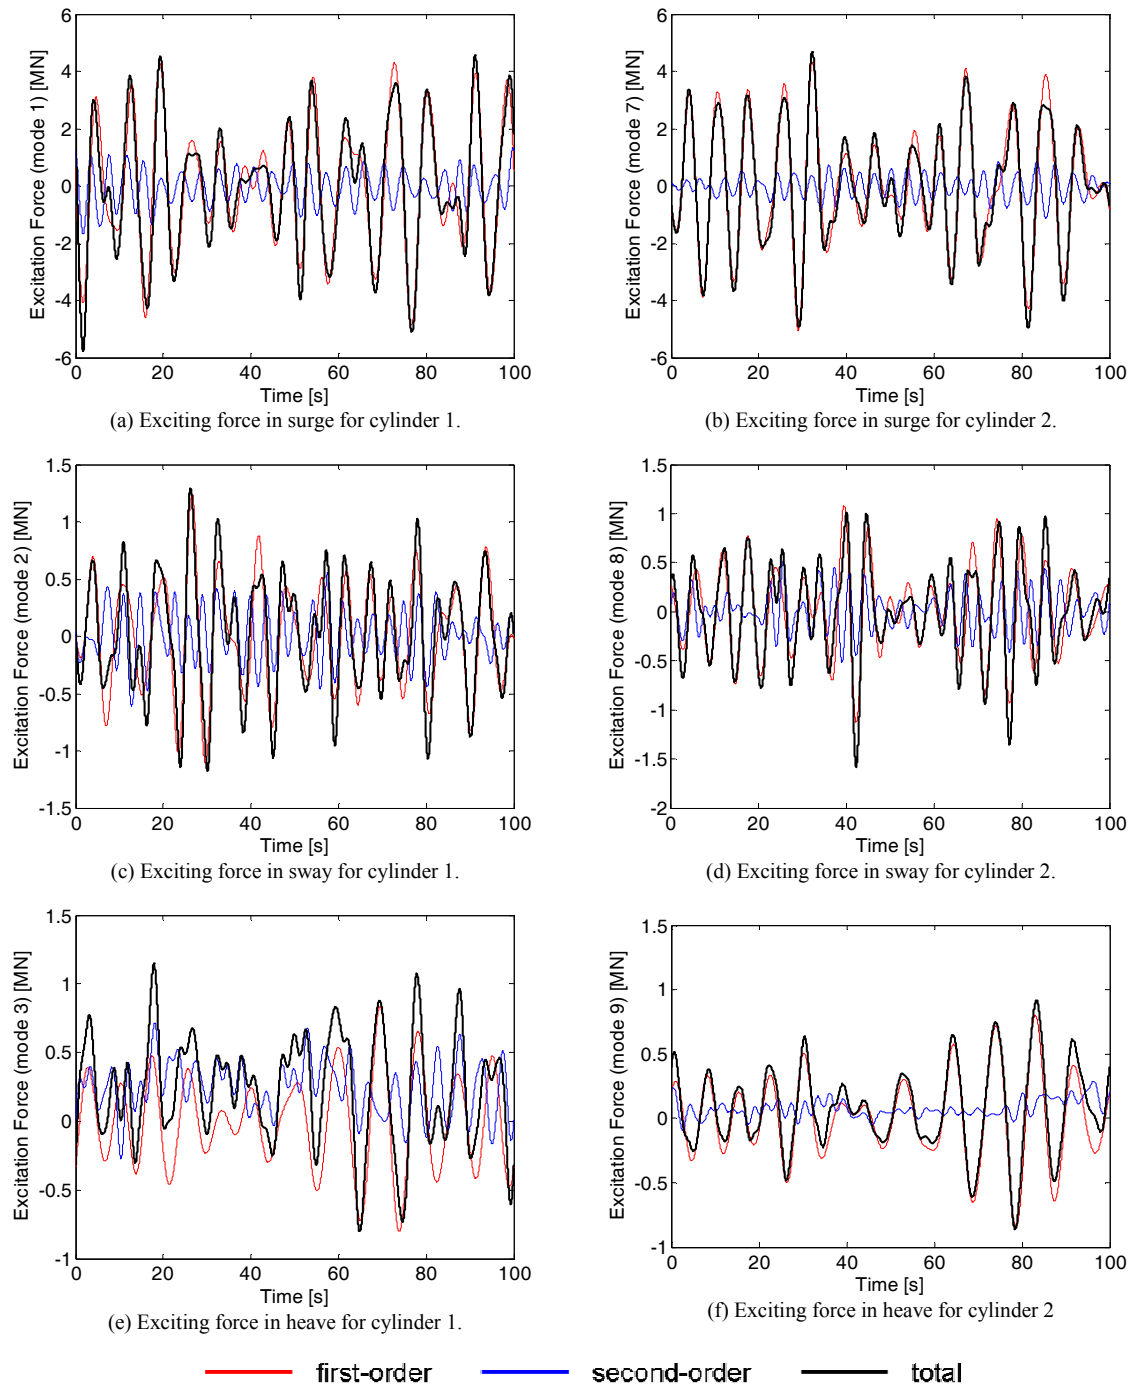 6
4
2
0
-2
-4
-6
Excitation Force (mode 1) [MN]
0 20 40 60 80 100
Time [s]
(a) Exciting force in surge for cylinder 1.
6
4
2
0
-2
-4
-6
Excitation Force (mode 7) [MN]
0 20 40 60 80 100
Time [s]
(b) Exciting force in surge for cylinder 2.
1.5
1
0.5
0
-0.5
-1
-1.5
Excitation Force (mode 2) [MN]
0 20 40 60 80 100
Time [s]
(c) Exciting force in sway for cylinder 1.
1.5
1
0.5
0
-0.5
-1
-1.5
-2
Excitation Force (mode 8) [MN]
0 20 40 60 80 100
Time [s]
(d) Exciting force in sway for cylinder 2.
1.5
1
0.5
0
-0.5
-1
Excitation Force (mode 3) [MN]
0 20 40 60 80 100
Time [s]
(e) Exciting force in heave for cylinder 1.
1.5
1
0.5
0
-0.5
-1
Excitation Force (mode 9) [MN]
0 20 40 60 80 100
Time [s]
(f) Exciting force in heave for cylinder 2
first-order second-order total